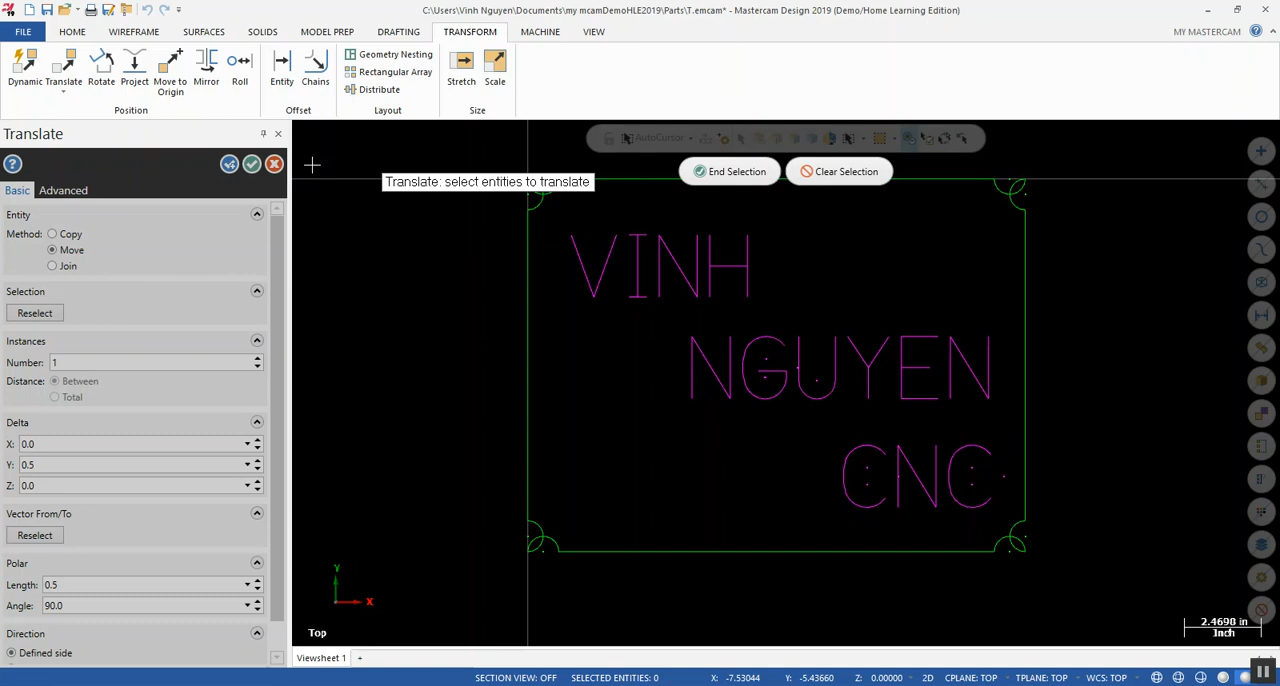 C:\Users\Vinh Nguyen\Documents\my mcamDemoHLE2019\Parts\T.emcam* - Mastercam Design 2019 (Demo/Home Learning Edition)
FILE HOME WIREFRAME SURFACES SOLIDS MODEL PREP DRAFTING TRANSFORM MACHINE VIEW MY MASTERCAM
Dynamic Translate Rotate Project Move to Origin Mirror Roll
Entity Chains
Geometry Nesting
Rectangular Array
Distribute
Stretch Scale
Position Offset Layout Size
Translate
Basic Advanced
Entity
Method: Copy
Move
Join
Selection
Reselect
Instances
Number: 1
Distance: Between
Total
Delta
X: 0.0
Y: 0.5
Z: 0.0
Vector From/To
Reselect
Polar
Length: 0.5
Angle: 90.0
Direction
Defined side
AutoCursor
End Selection Clear Selection
Translate: select entities to translate
VINH
NGUYEN
CNC
Y
X
Top
2.4698 in
Inch
Viewsheet 1 +
SECTION VIEW: OFF SELECTED ENTITIES: 0 X: -7.53044 Y: -5.43660 Z: 0.00000 2D CPLANE: TOP TPLANE: TOP WCS: TOP